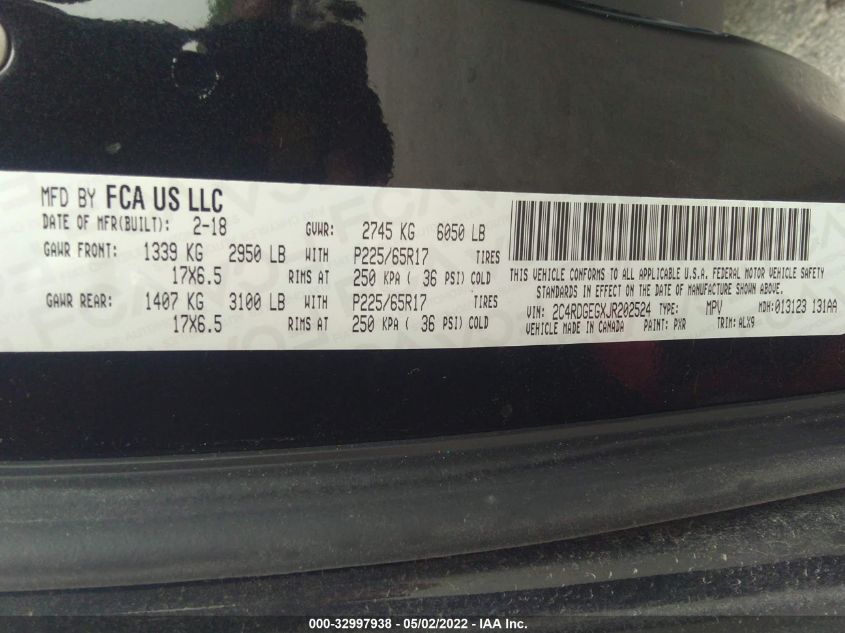 MFD BY FCA US LLC
DATE OF MFR(BUILT): 2-18 GVWR: 2745 KG 6050 LB
GAWR FRONT: 1339 KG 2950 LB WITH P225/65R17 TIRES
17X6.5 RIMS AT 250 KPA ( 36 PSI) COLD
GAWR REAR: 1407 KG 3100 LB WITH P225/65R17 TIRES
17X6.5 RIMS AT 250 KPA ( 36 PSI) COLD
THIS VEHICLE CONFORMS TO ALL APPLICABLE U.S.A. FEDERAL MOTOR VEHICLE SAFETY
STANDARDS IN EFFECT ON THE DATE OF MANUFACTURE SHOWN ABOVE.
VIN: 2C4RDGEGXJR202524 TYPE: MPV MDH: 013123 131AA
VEHICLE MADE IN CANADA PAINT: PXR TRIM: ALX9
000-32997938 - 05/02/2022 - IAA Inc.